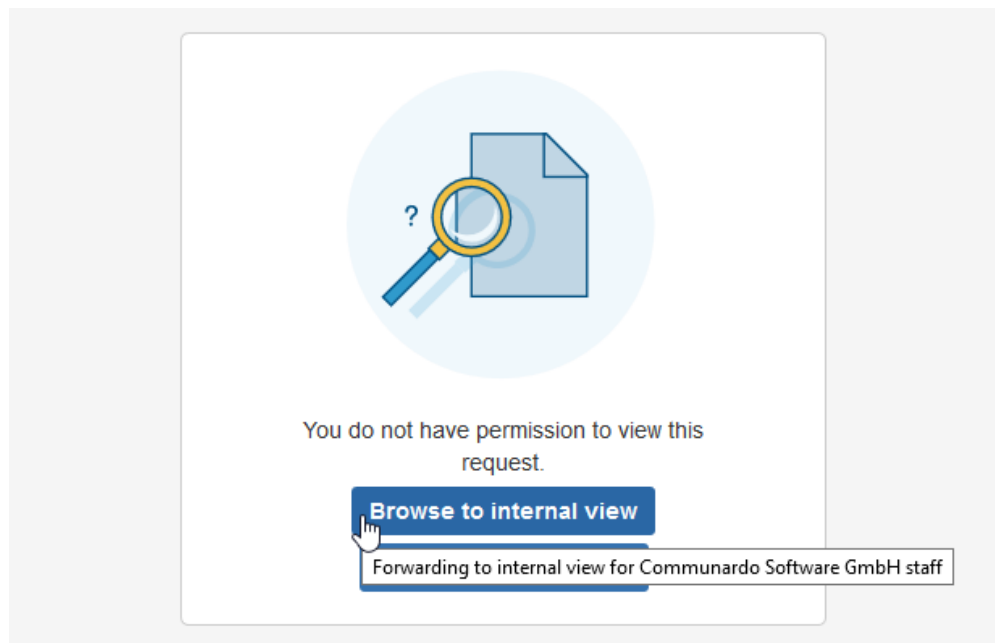 ?
You do not have permission to view this
request.
Browse to internal view
Forwarding to internal view for Communardo Software GmbH staff